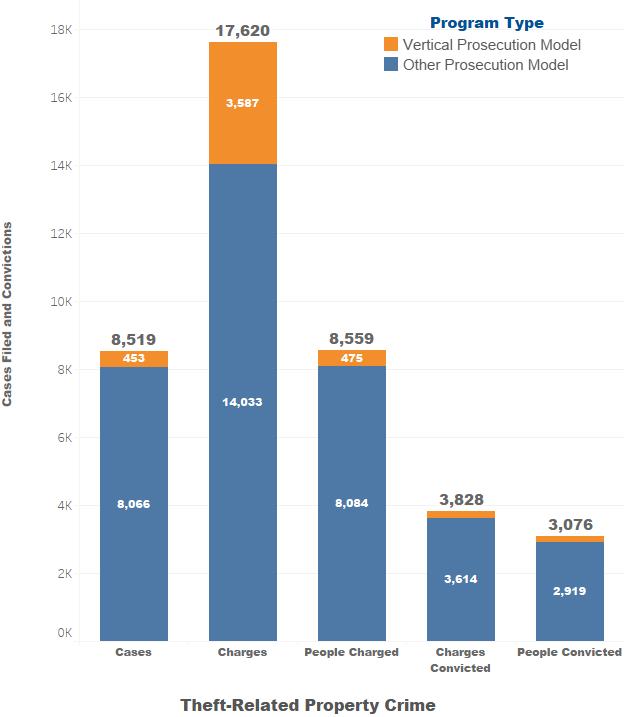 Program Type
Vertical Prosecution Model
Other Prosecution Model
Cases Filed and Convictions
18K
16K
14K
12K
10K
8K
6K
4K
2K
0K
8,519
453
8,066
17,620
3,587
14,033
8,559
475
8,084
3,828
3,614
3,076
2,919
Cases
Charges
People Charged
Charges
Convicted
People Convicted
Theft-Related Property Crime